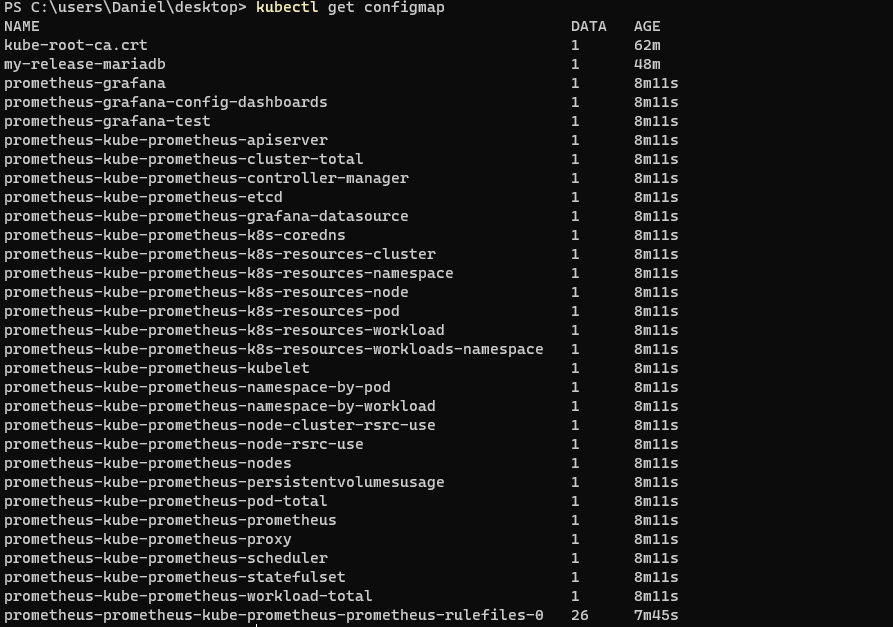 PS C:\users\Daniel\desktop> kubectl get configmap
NAME DATA AGE
kube-root-ca.crt 1 62m
my-release-mariadb 1 48m
prometheus-grafana 1 8m11s
prometheus-grafana-config-dashboards 1 8m11s
prometheus-grafana-test 1 8m11s
prometheus-kube-prometheus-apiserver 1 8m11s
prometheus-kube-prometheus-cluster-total 1 8m11s
prometheus-kube-prometheus-controller-manager 1 8m11s
prometheus-kube-prometheus-etcd 1 8m11s
prometheus-kube-prometheus-grafana-datasource 1 8m11s
prometheus-kube-prometheus-k8s-coredns 1 8m11s
prometheus-kube-prometheus-k8s-resources-cluster 1 8m11s
prometheus-kube-prometheus-k8s-resources-namespace 1 8m11s
prometheus-kube-prometheus-k8s-resources-node 1 8m11s
prometheus-kube-prometheus-k8s-resources-pod 1 8m11s
prometheus-kube-prometheus-k8s-resources-workload 1 8m11s
prometheus-kube-prometheus-k8s-resources-workloads-namespace 1 8m11s
prometheus-kube-prometheus-kubelet 1 8m11s
prometheus-kube-prometheus-namespace-by-pod 1 8m11s
prometheus-kube-prometheus-namespace-by-workload 1 8m11s
prometheus-kube-prometheus-node-cluster-rsrc-use 1 8m11s
prometheus-kube-prometheus-node-rsrc-use 1 8m11s
prometheus-kube-prometheus-nodes 1 8m11s
prometheus-kube-prometheus-persistentvolumesusage 1 8m11s
prometheus-kube-prometheus-pod-total 1 8m11s
prometheus-kube-prometheus-prometheus 1 8m11s
prometheus-kube-prometheus-proxy 1 8m11s
prometheus-kube-prometheus-scheduler 1 8m11s
prometheus-kube-prometheus-statefulset 1 8m11s
prometheus-kube-prometheus-workload-total 1 8m11s
prometheus-prometheus-kube-prometheus-prometheus-rulefiles-0 26 7m45s